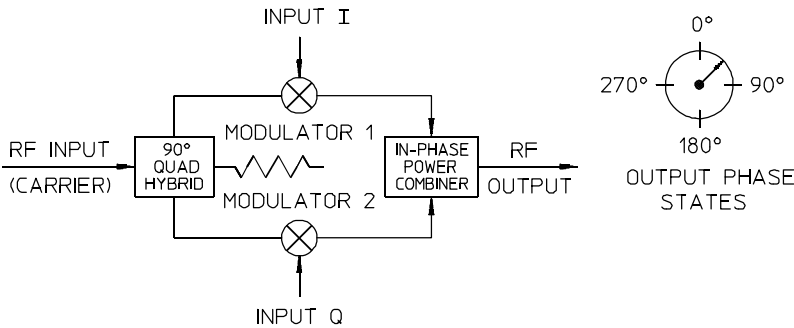 INPUT I
0°
270°
90°
180°
MODULATOR 1
RF INPUT
(CARRIER)
90°
QUAD
HYBRID
IN-PHASE
POWER
COMBINER
RF
OUTPUT
MODULATOR 2
OUTPUT PHASE
STATES
INPUT Q